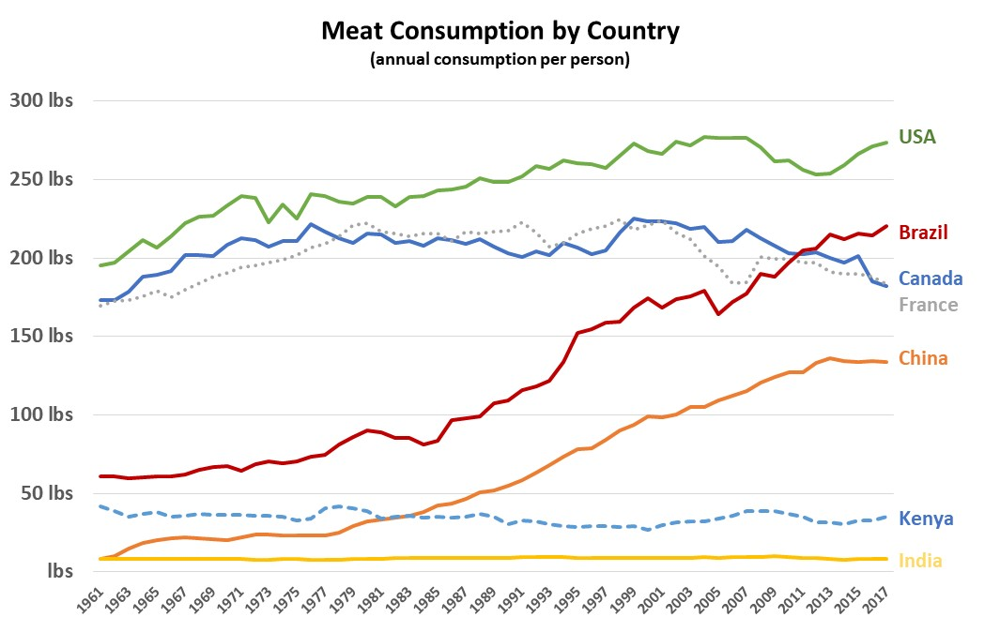 Meat Consumption by Country
(annual consumption per person)
300 lbs
250 lbs
200 lbs
150 lbs
100 lbs
50 lbs
lbs
USA
Brazil
Canada
France
China
Kenya
India
1961
1963
1965
1967
1969
1971
1973
1975
1977
1979
1981
1983
1985
1987
1989
1991
1993
1995
1997
1999
2001
2003
2005
2007
2009
2011
2013
2015
2017